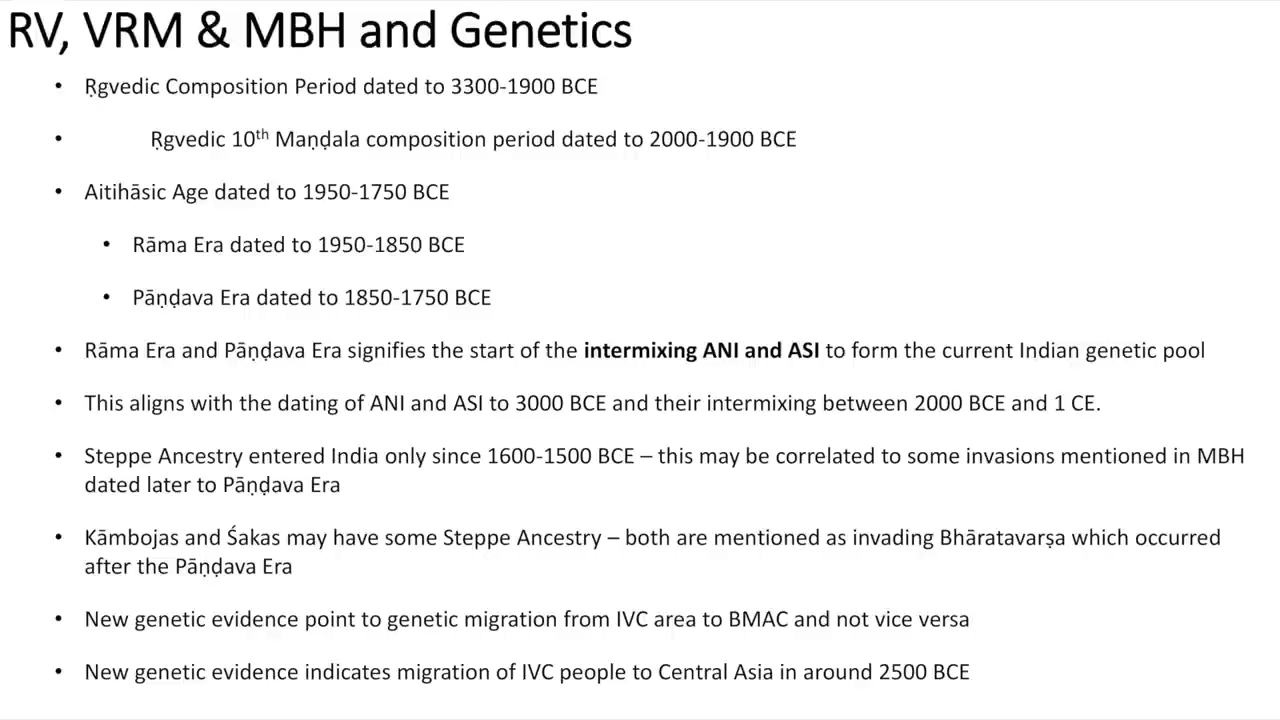 RV, VRM & MBH and Genetics
• Ṛgvedic Composition Period dated to 3300-1900 BCE
• Ṛgvedic 10th Maṇḍala composition period dated to 2000-1900 BCE
• Aitihāsic Age dated to 1950-1750 BCE
• Rāma Era dated to 1950-1850 BCE
• Pāṇḍava Era dated to 1850-1750 BCE
• Rāma Era and Pāṇḍava Era signifies the start of the intermixing ANI and ASI to form the current Indian genetic pool
• This aligns with the dating of ANI and ASI to 3000 BCE and their intermixing between 2000 BCE and 1 CE.
• Steppe Ancestry entered India only since 1600-1500 BCE – this may be correlated to some invasions mentioned in MBH
dated later to Pāṇḍava Era
• Kāmbojas and Śakas may have some Steppe Ancestry – both are mentioned as invading Bhāratavarṣa which occurred
after the Pāṇḍava Era
• New genetic evidence point to genetic migration from IVC area to BMAC and not vice versa
• New genetic evidence indicates migration of IVC people to Central Asia in around 2500 BCE